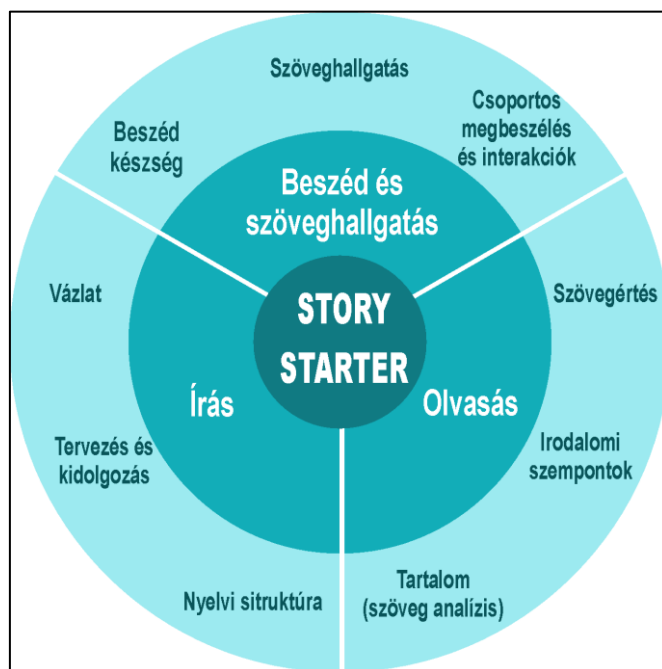 Szöveghallgatás
Csoportos
megbeszélés
és interakciók
Beszéd
készség
Beszéd és
szöveghallgatás
Vázlat
Szövegértés
STORY
STARTER
Írás
Olvasás
Tervezés és
kidolgozás
Irodalomi
szempontok
Nyelvi sitruktúra
Tartalom
(szöveg analízis)